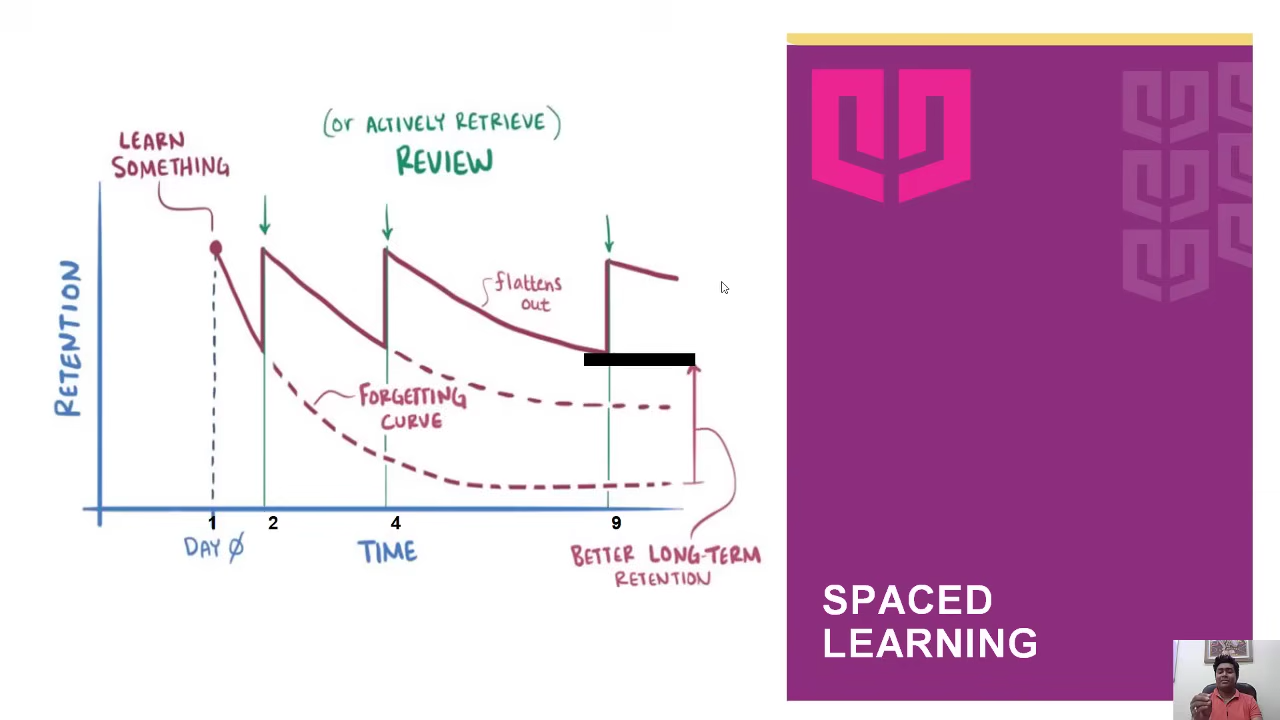 (or ACTIVELY RETRIEVE)
REVIEW
LEARN
SOMETHING
RETENTION
flattens
out
FORGETTING
CURVE
1
2
4
9
DAY Ø
TIME
BETTER LONG-TERM
RETENTION
SPACED
LEARNING